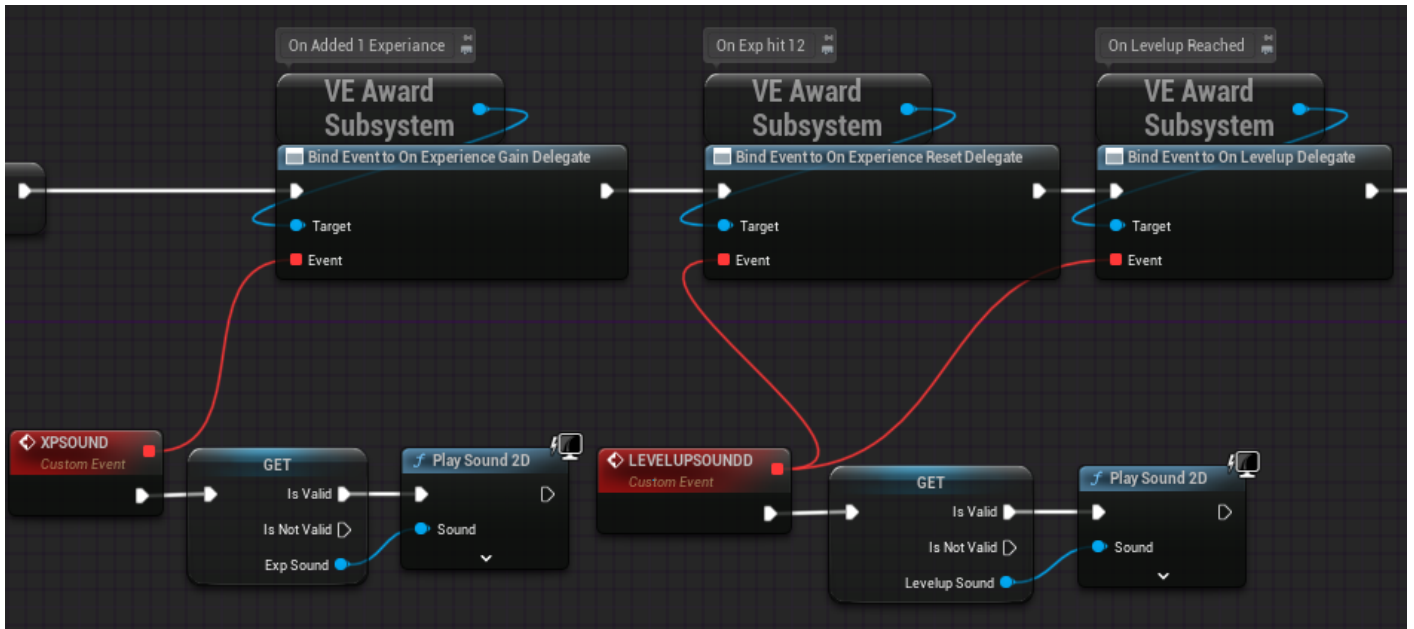 On Added 1 Experiance
On Exp hit 12
On Levelup Reached
VE Award
Subsystem
VE Award
Subsystem
VE Award
Subsystem
Bind Event to On Experience Gain Delegate
Bind Event to On Experience Reset Delegate
Bind Event to On Levelup Delegate
Target
Target
Target
Event
Event
Event
XPSOUND
Custom Event
GET
Is Valid
Is Not Valid
Exp Sound
f Play Sound 2D
Sound
LEVELUPSOUNDD
Custom Event
GET
Is Valid
Is Not Valid
Levelup Sound
f Play Sound 2D
Sound